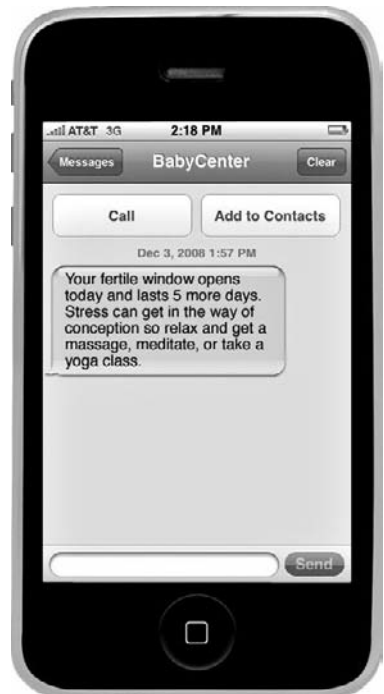 AT&T 3G 2:18 PM
Messages BabyCenter Clear
Call Add to Contacts
Dec 3, 2008 1:57 PM
Your fertile window opens
today and lasts 5 more days.
Stress can get in the way of
conception so relax and get a
massage, meditate, or take a
yoga class.
Send